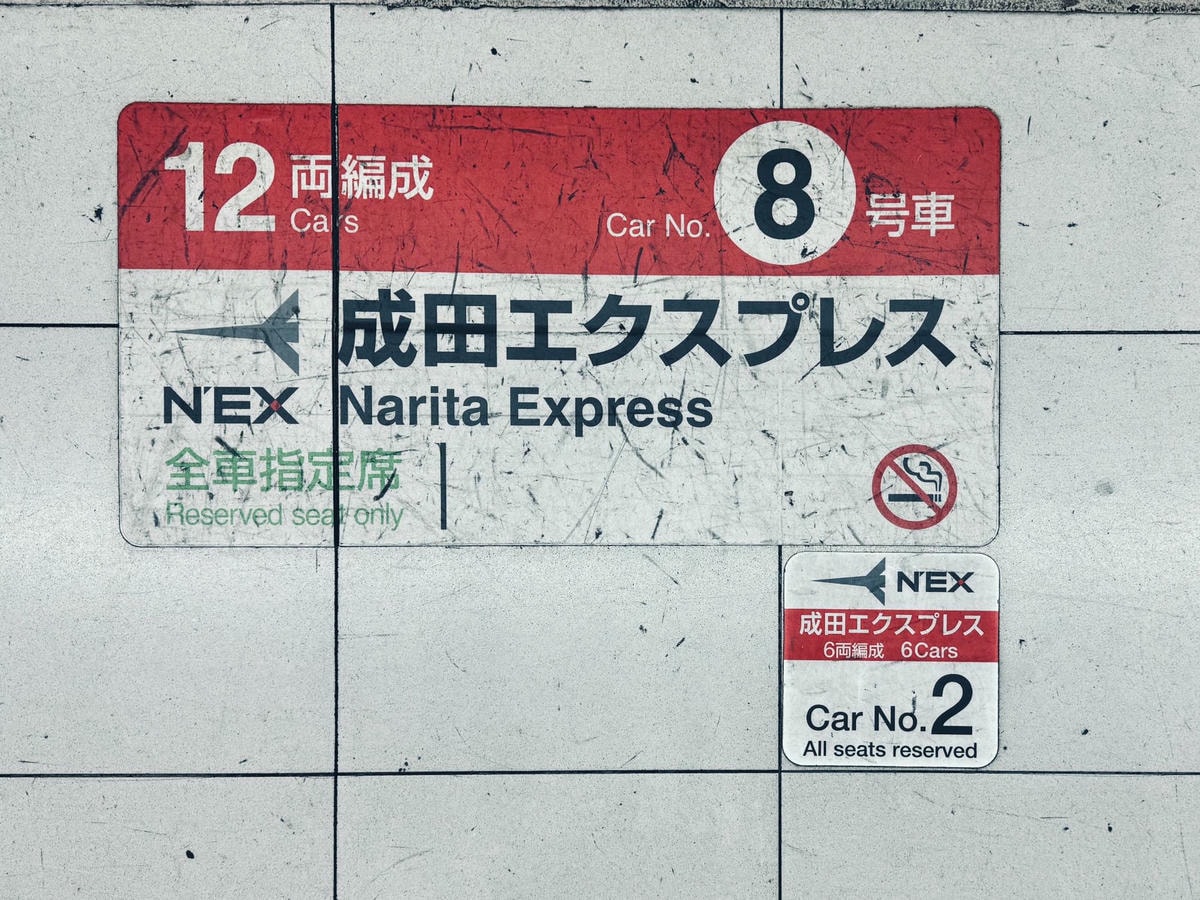 12 両編成 Cars
Car No. 8 号車
成田エクスプレス
N'EX Narita Express
全車指定席
Reserved seat only
N'EX
成田エクスプレス
6両編成 6Cars
Car No.2
All seats reserved